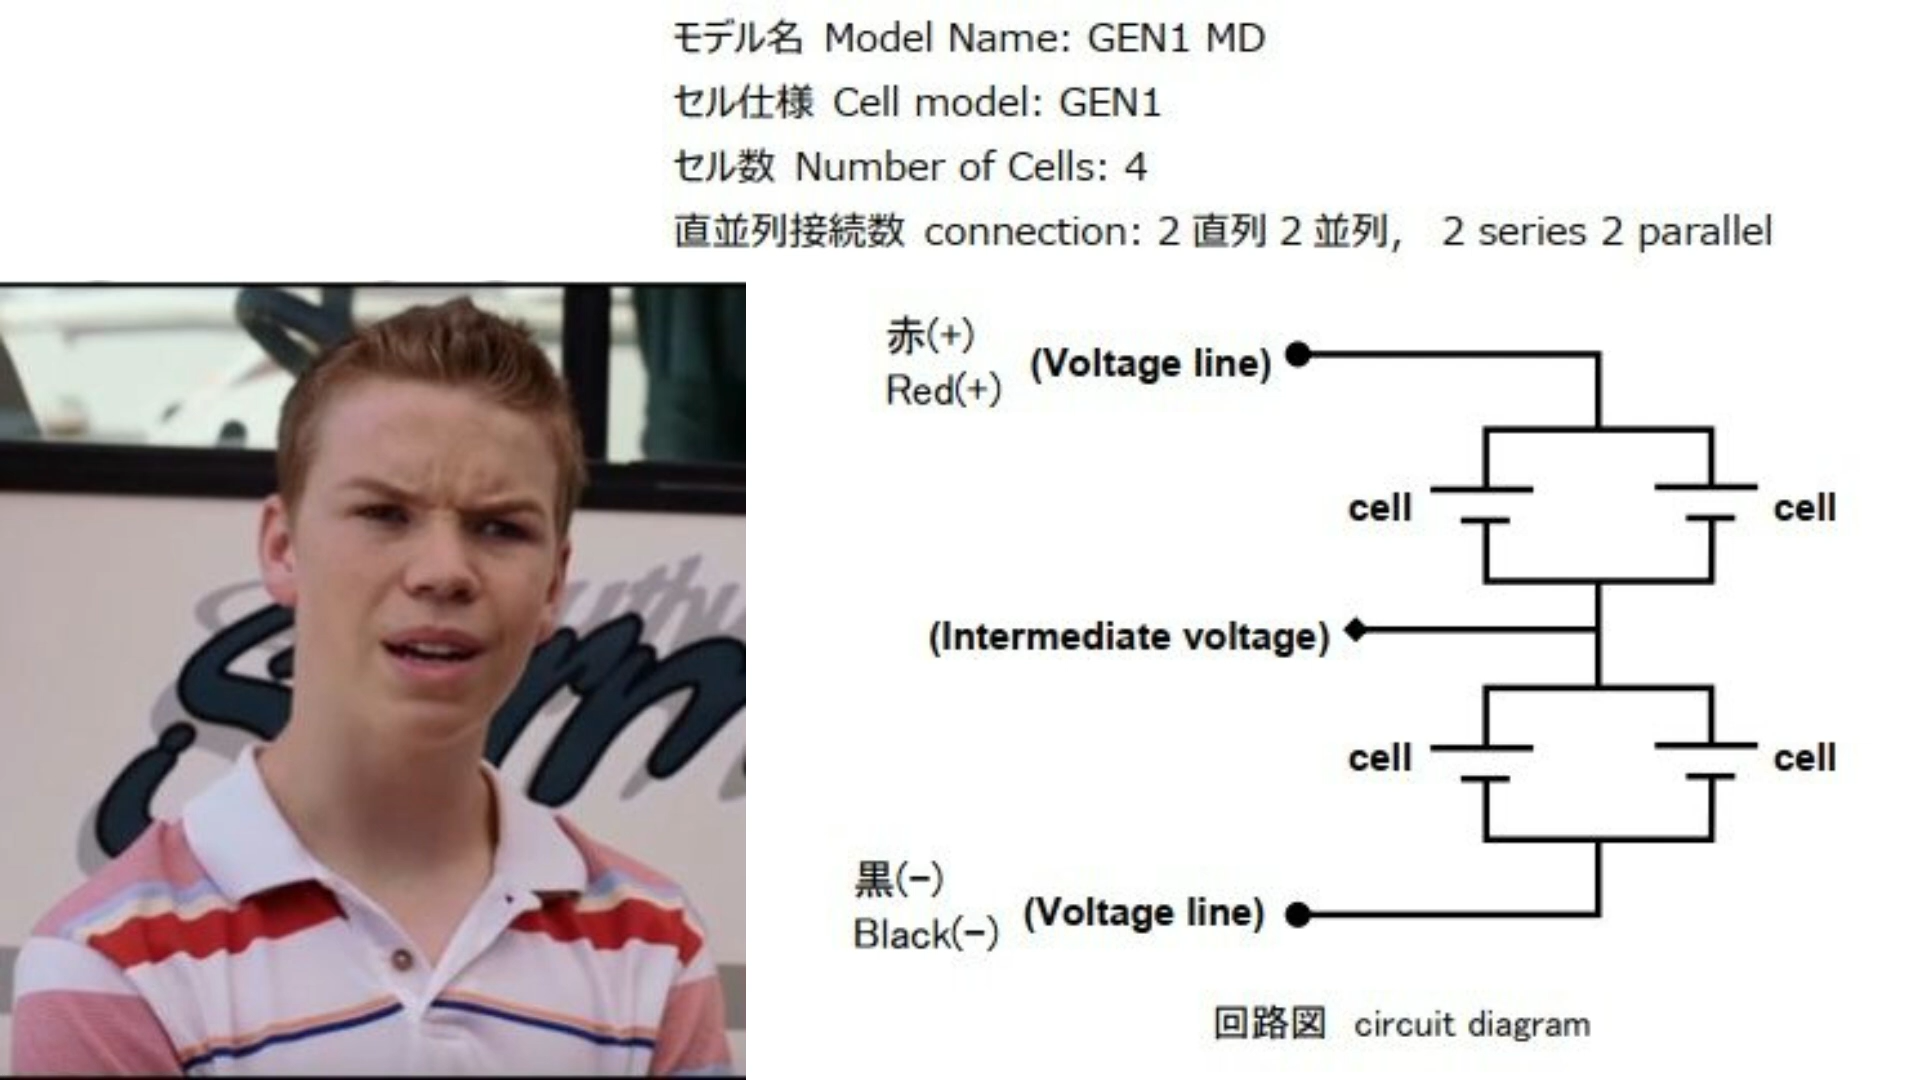 モデル名 Model Name: GEN1 MD
セル仕様 Cell model: GEN1
セル数 Number of Cells: 4
直並列接続数 connection: 2 直列 2 並列， 2 series 2 parallel
赤(+)
Red(+)
(Voltage line)
cell
cell
(Intermediate voltage)
cell
cell
黒(−)
Black(−)
(Voltage line)
回路図 circuit diagram